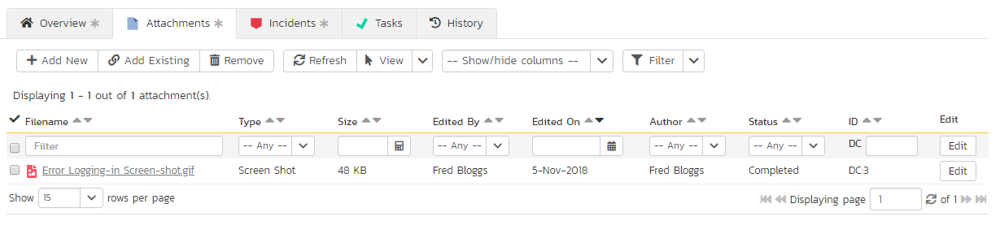 Overview Attachments Incidents Tasks History
Add New Add Existing Remove Refresh View -- Show/hide columns -- Filter
Displaying 1 - 1 out of 1 attachment(s).
Filename Type Size Edited By Edited On Author Status ID Edit
Filter -- Any -- -- Any -- -- Any -- -- Any -- DC Edit
Error Logging-in Screen-shot.gif Screen Shot 48 KB Fred Bloggs 5-Nov-2018 Fred Bloggs Completed DC:3 Edit
Show 15 rows per page Displaying page 1 of 1